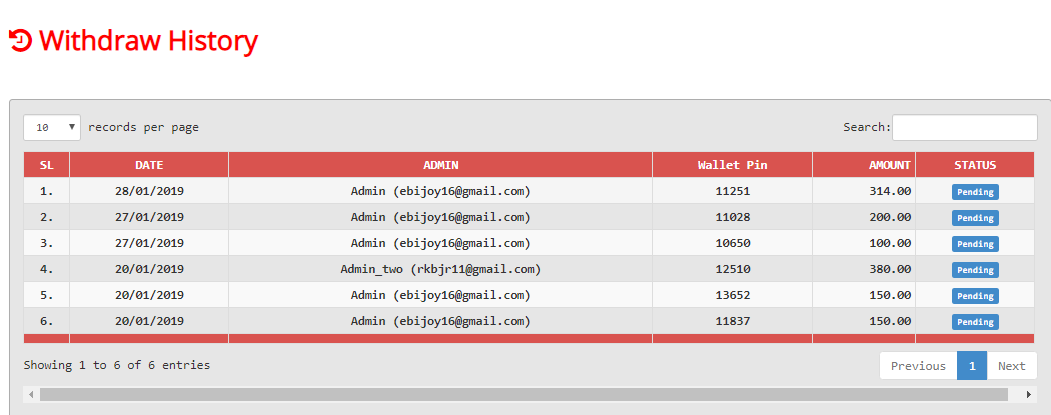 Withdraw History
10 records per page Search:
SL DATE ADMIN Wallet Pin AMOUNT STATUS
1. 28/01/2019 Admin (ebijoy16@gmail.com) 11251 314.00 Pending
2. 27/01/2019 Admin (ebijoy16@gmail.com) 11028 200.00 Pending
3. 27/01/2019 Admin (ebijoy16@gmail.com) 10650 100.00 Pending
4. 20/01/2019 Admin_two (rkbjr11@gmail.com) 12510 380.00 Pending
5. 20/01/2019 Admin (ebijoy16@gmail.com) 13652 150.00 Pending
6. 20/01/2019 Admin (ebijoy16@gmail.com) 11837 150.00 Pending
Showing 1 to 6 of 6 entries Previous 1 Next